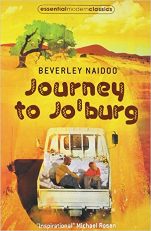 essentialmodernclassics
BEVERLEY NAIDOO
Journey
to Jo'burg
"Inspirational" Michael Rosen